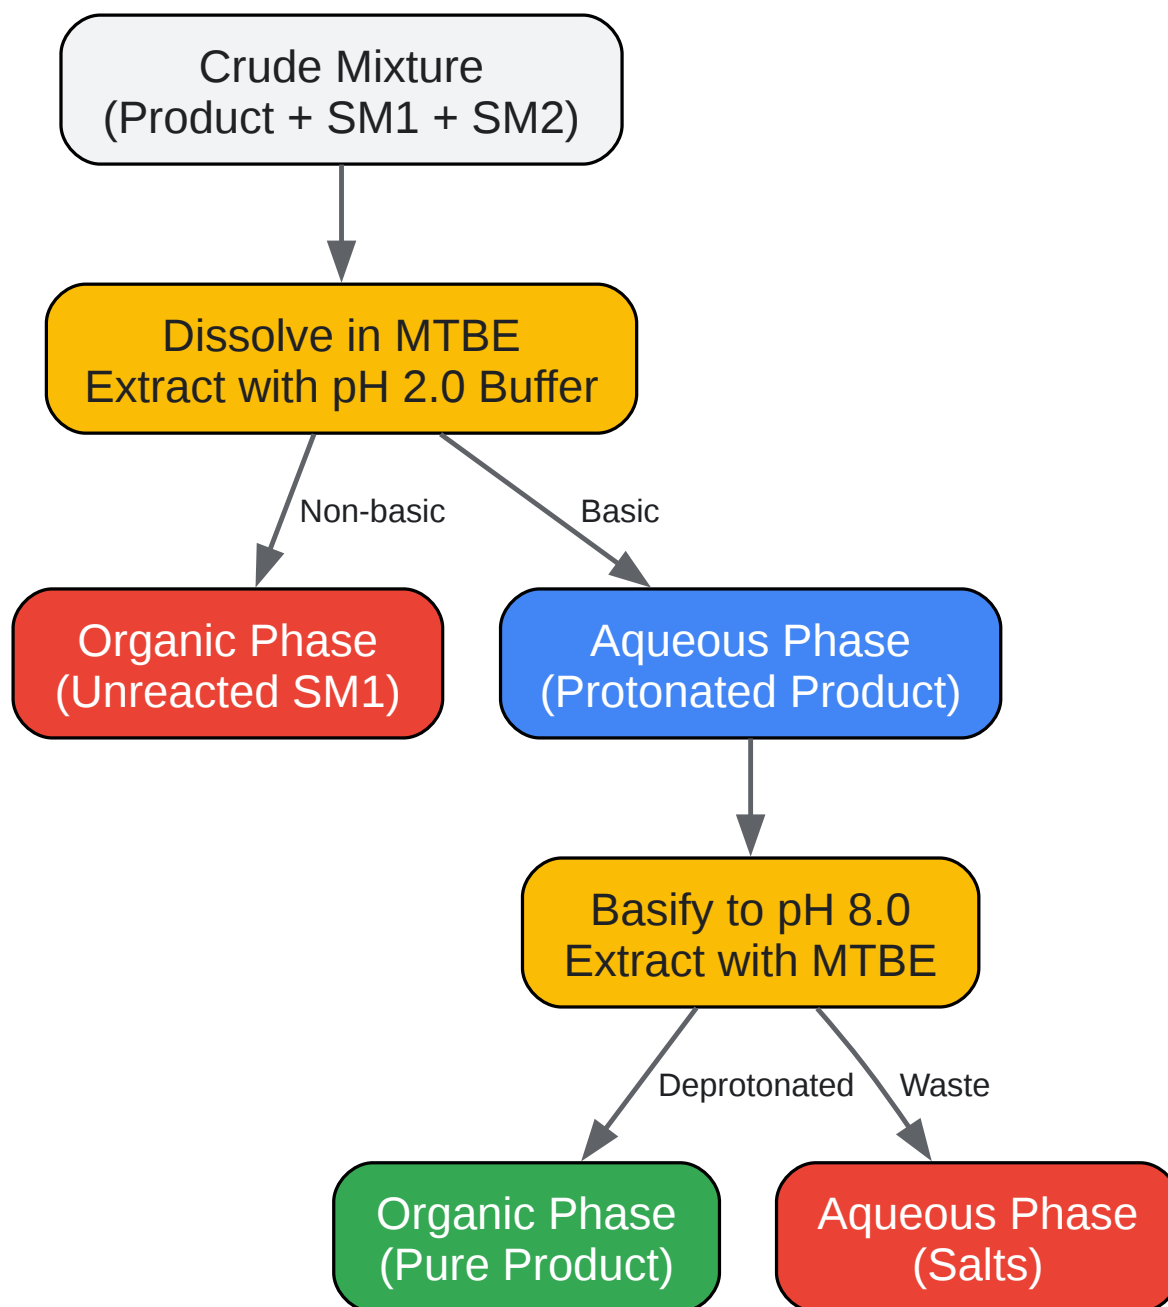 Crude Mixture
(Product + SM1 + SM2)
Dissolve in MTBE
Extract with pH 2.0 Buffer
Non-basic
Basic
Organic Phase
(Unreacted SM1)
Aqueous Phase
(Protonated Product)
Basify to pH 8.0
Extract with MTBE
Deprotonated
Waste
Organic Phase
(Pure Product)
Aqueous Phase
(Salts)